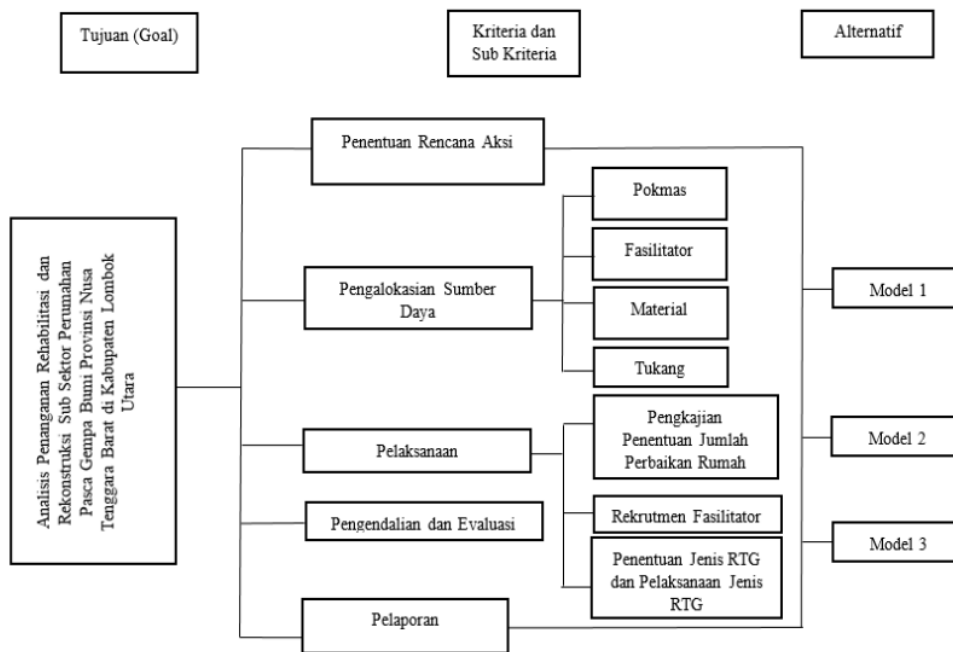 Tujuan (Goal)
Kriteria dan
Sub Kriteria
Alternatif
Analisis Penanganan Rehabilitasi dan
Rekonstruksi Sub Sektor Perumahan
Pasca Gempa Bumi Provinsi Nusa
Tenggara Barat di Kabupaten Lombok
Utara
Penentuan Rencana Aksi
Pengalokasian Sumber
Daya
Pokmas
Fasilitator
Material
Tukang
Pelaksanaan
Pengkajian
Penentuan Jumlah
Perbaikan Rumah
Rekrutmen Fasilitator
Penentuan Jenis RTG
dan Pelaksanaan Jenis
RTG
Pengendalian dan Evaluasi
Pelaporan
Model 1
Model 2
Model 3